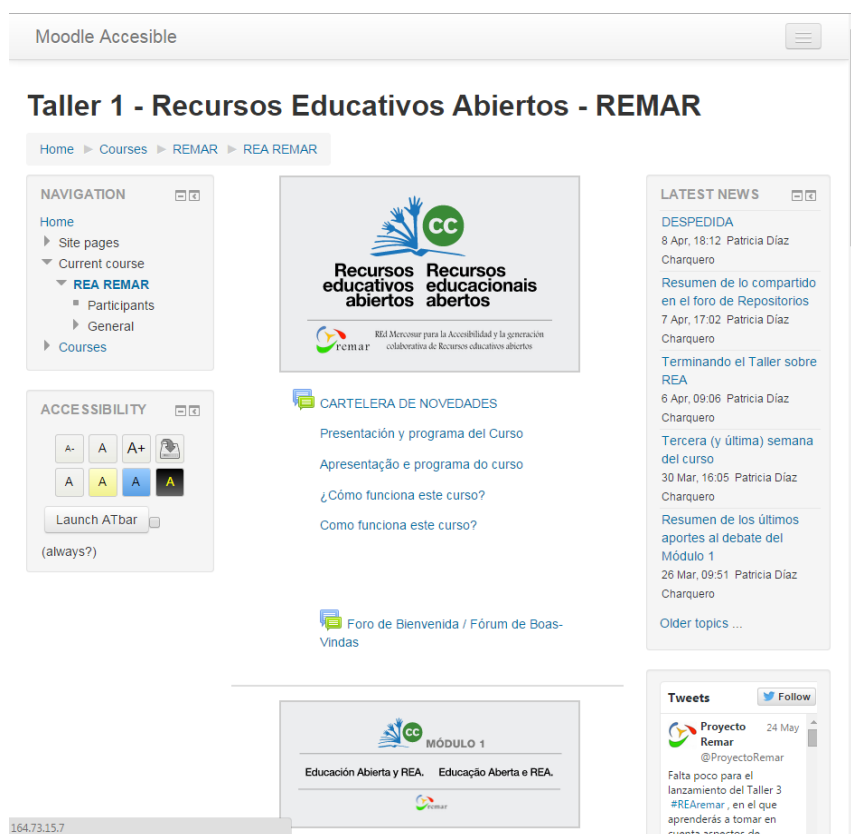 Moodle Accesible
Taller 1 - Recursos Educativos Abiertos - REMAR
Home Courses REMAR REA REMAR
NAVIGATION
Home
Site pages
Current course
REA REMAR
Participants
General
Courses
ACCESSIBILITY
A- A A+
A A A A
Launch ATbar
(always?)
CC
Recursos Recursos
educativos educacionais
abiertos abertos
remar
REd Mercosur para la Accesibilidad y la generación
colaborativa de Recursos educativos abiertos
CARTELERA DE NOVEDADES
Presentación y programa del Curso
Apresentação e programa do curso
¿Cómo funciona este curso?
Como funciona este curso?
Foro de Bienvenida / Fórum de Boas-
Vindas
CC
MÓDULO 1
Educación Abierta y REA. Educação Aberta e REA.
remar
LATEST NEWS
DESPEDIDA
8 Apr, 18:12 Patricia Díaz
Charquero
Resumen de lo compartido
en el foro de Repositorios
7 Apr, 17:02 Patricia Díaz
Charquero
Terminando el Taller sobre
REA
6 Apr, 09:06 Patricia Díaz
Charquero
Tercera (y última) semana
del curso
30 Mar, 16:05 Patricia Díaz
Charquero
Resumen de los últimos
aportes al debate del
Módulo 1
26 Mar, 09:51 Patricia Díaz
Charquero
Older topics ...
Tweets Follow
Proyecto 24 May
Remar
@ProyectoRemar
Falta poco para el
lanzamiento del Taller 3
#REAremar , en el que
aprenderás a tomar en
cuenta aspectos de
164.73.15.7